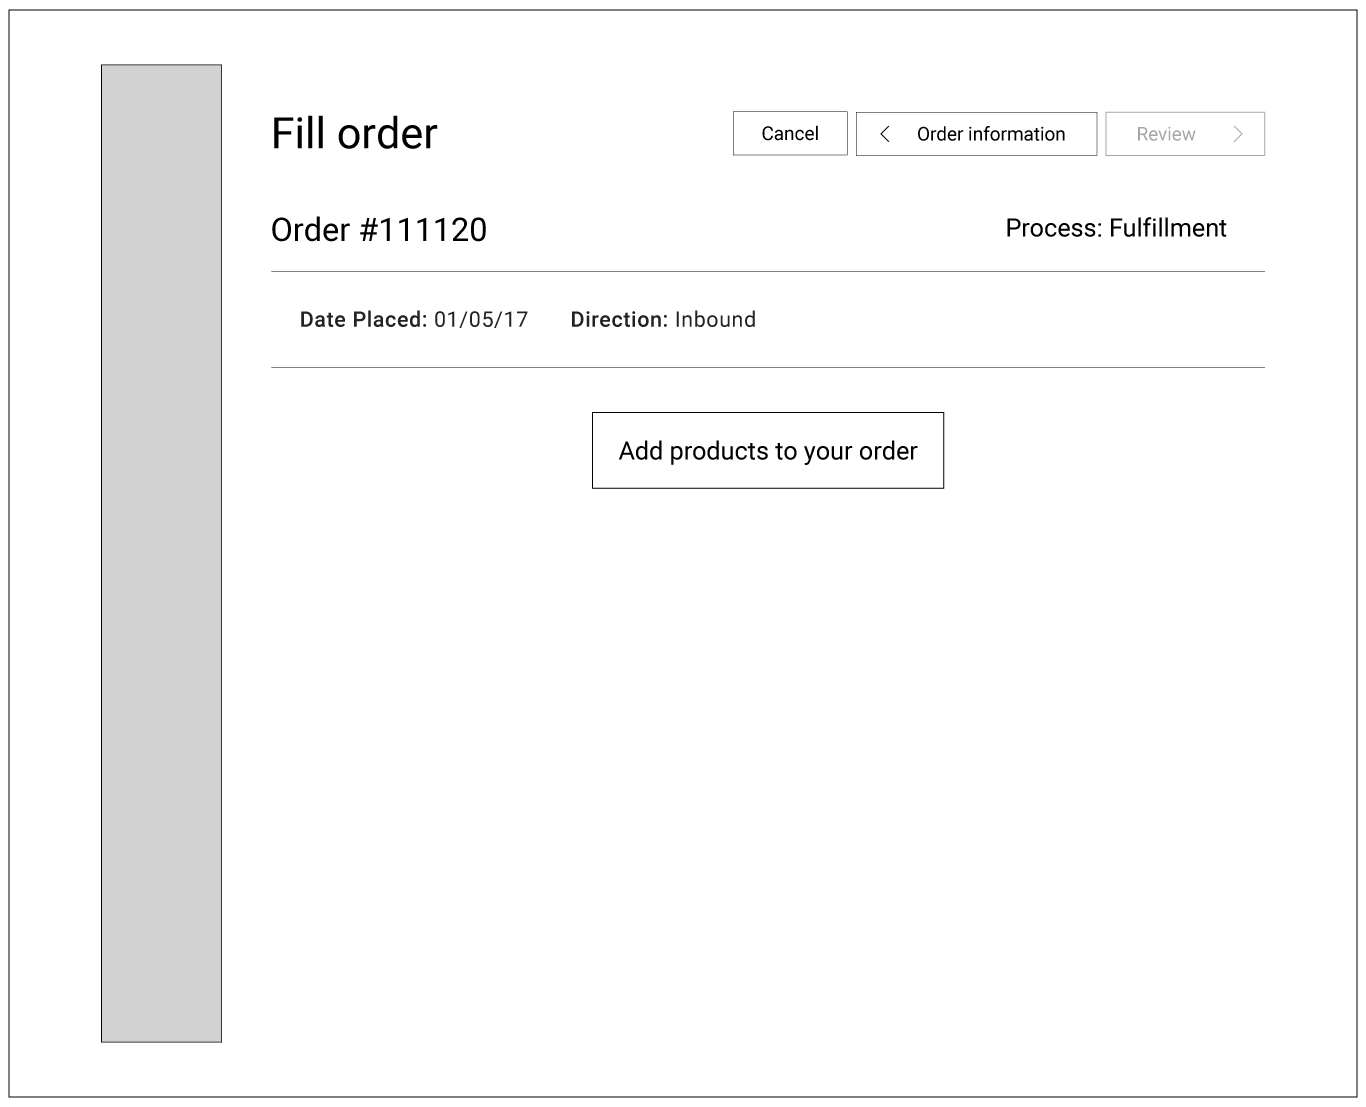 Fill order
Cancel
Order information
Review
Order #111120
Process: Fulfillment
Date Placed: 01/05/17
Direction: Inbound
Add products to your order